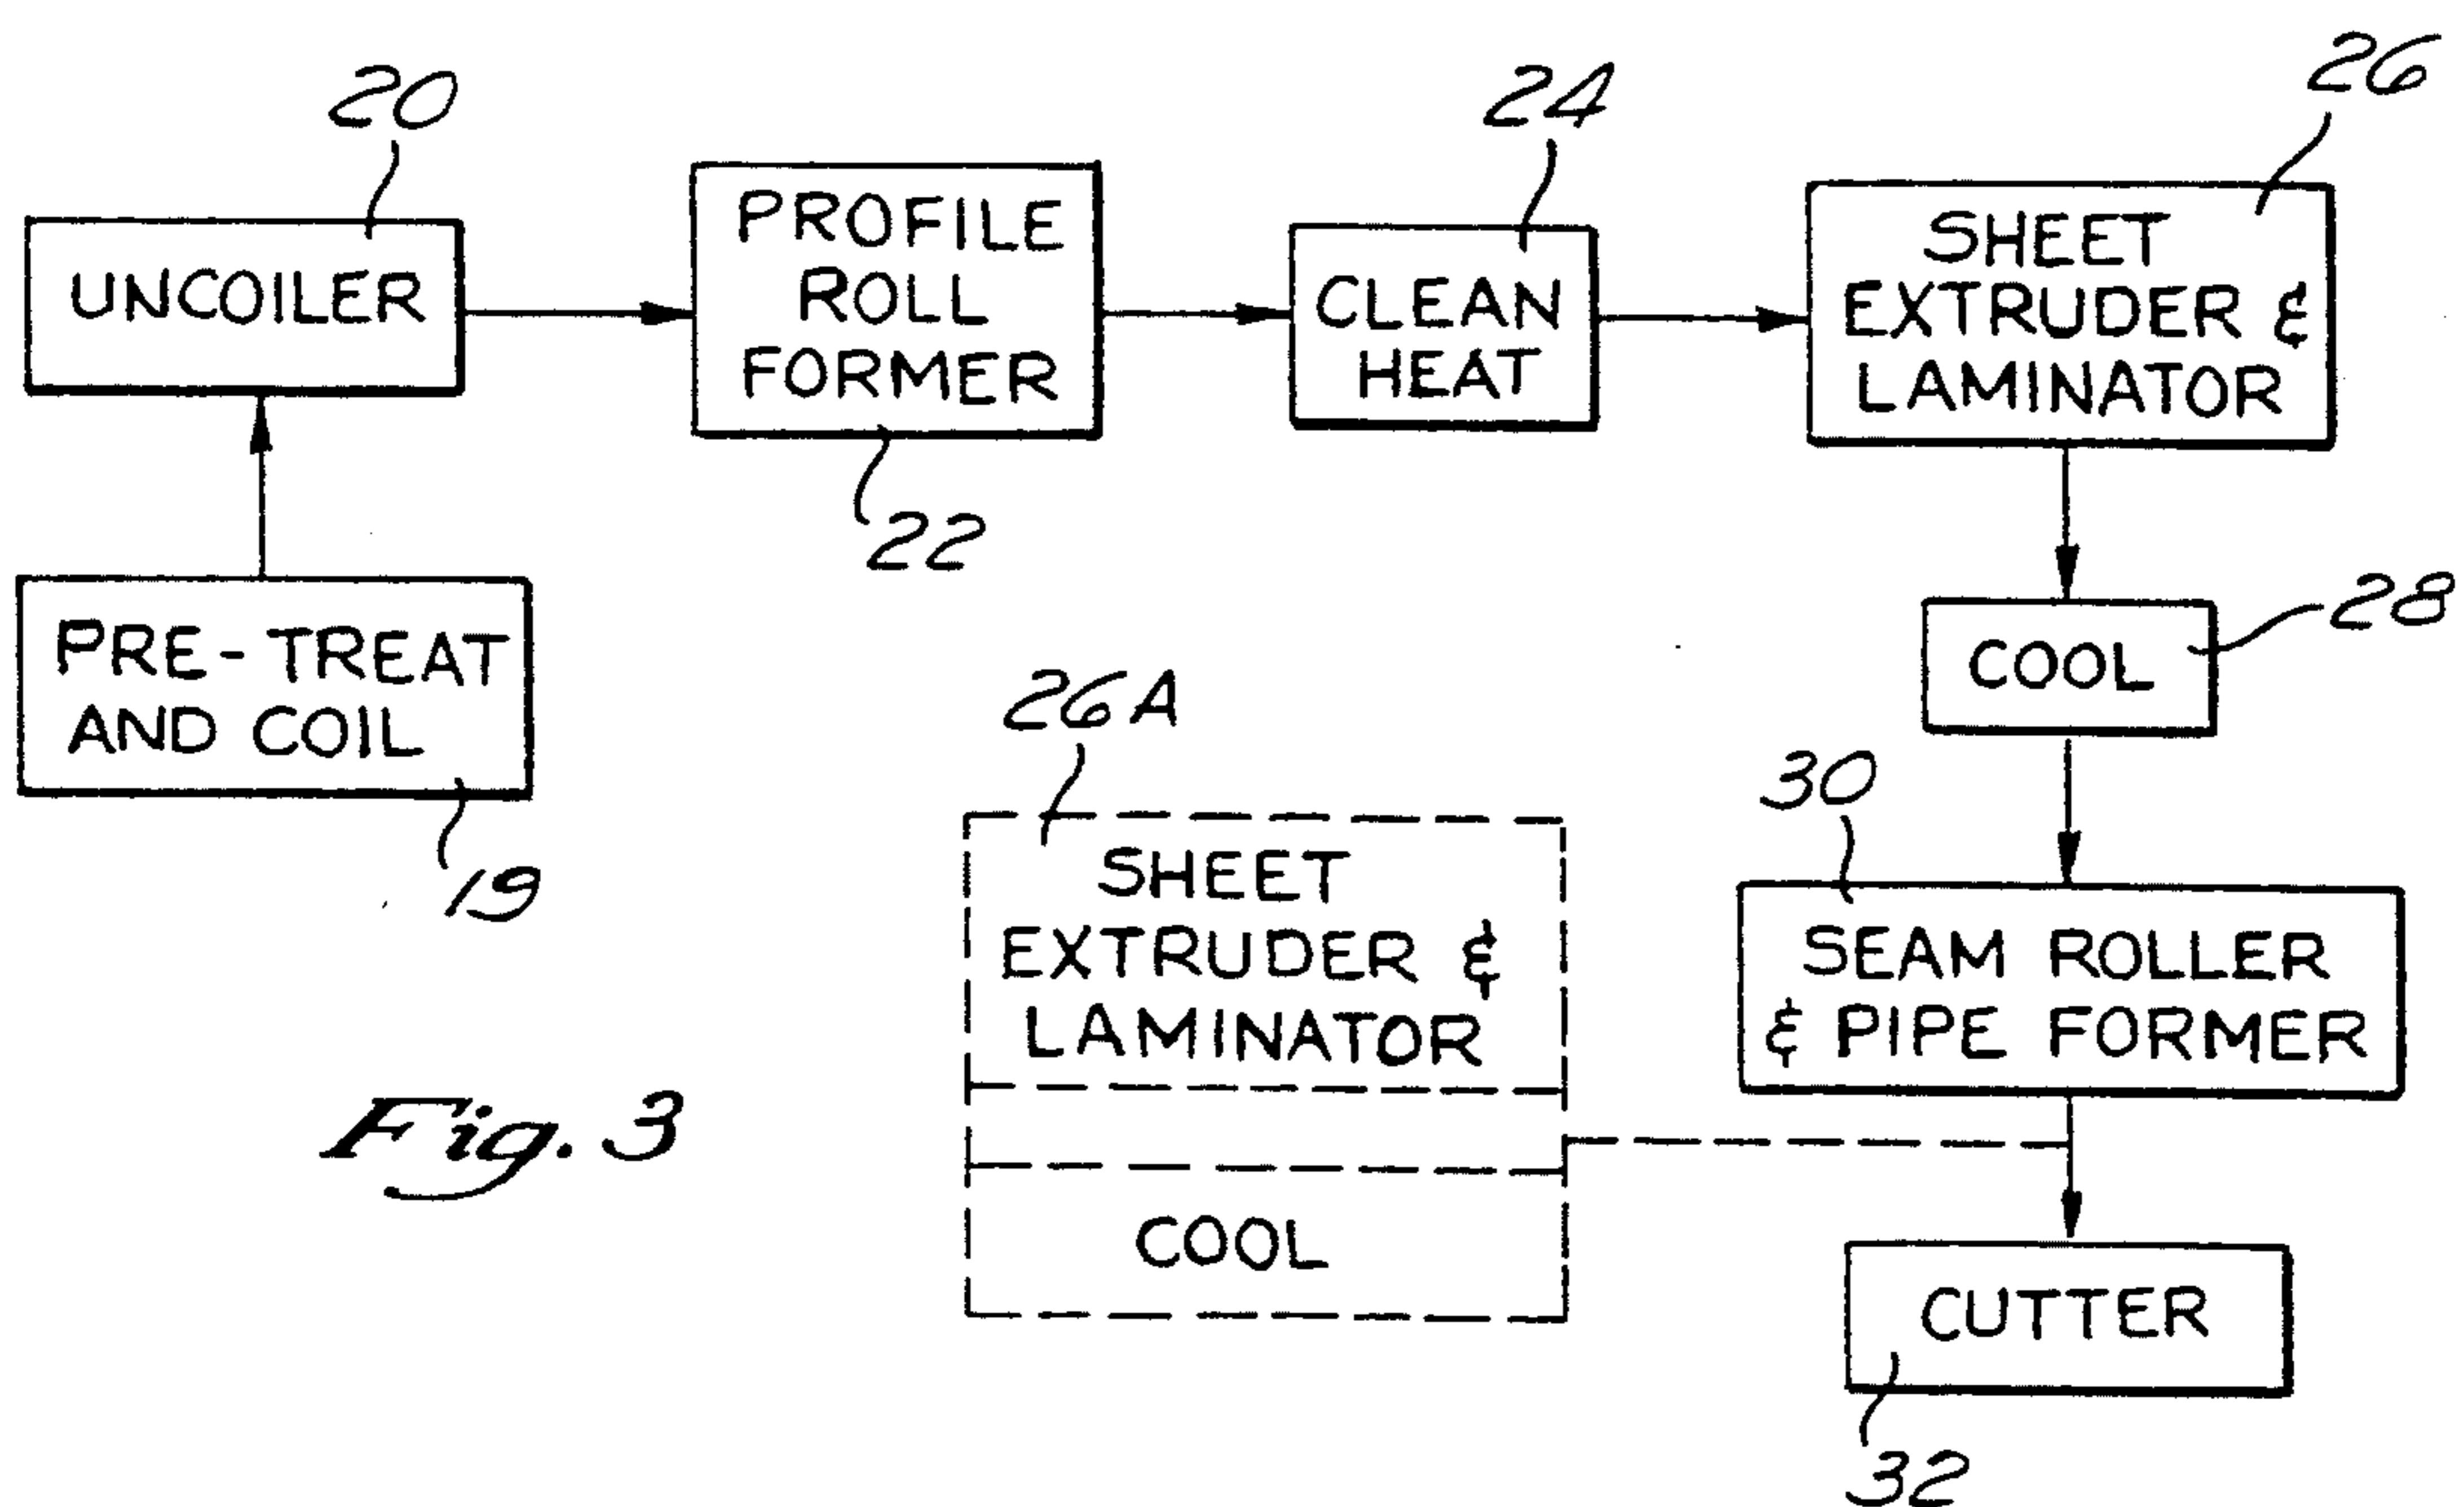 20
UNCOILER
PROFILE
ROLL
FORMER
22
24
CLEAN
HEAT
26
SHEET
EXTRUDER &
LAMINATOR
PRE-TREAT
AND COIL
19
COOL
28
26A
SHEET
EXTRUDER &
LAMINATOR
COOL
30
SEAM ROLLER
& PIPE FORMER
CUTTER
32
Fig. 3